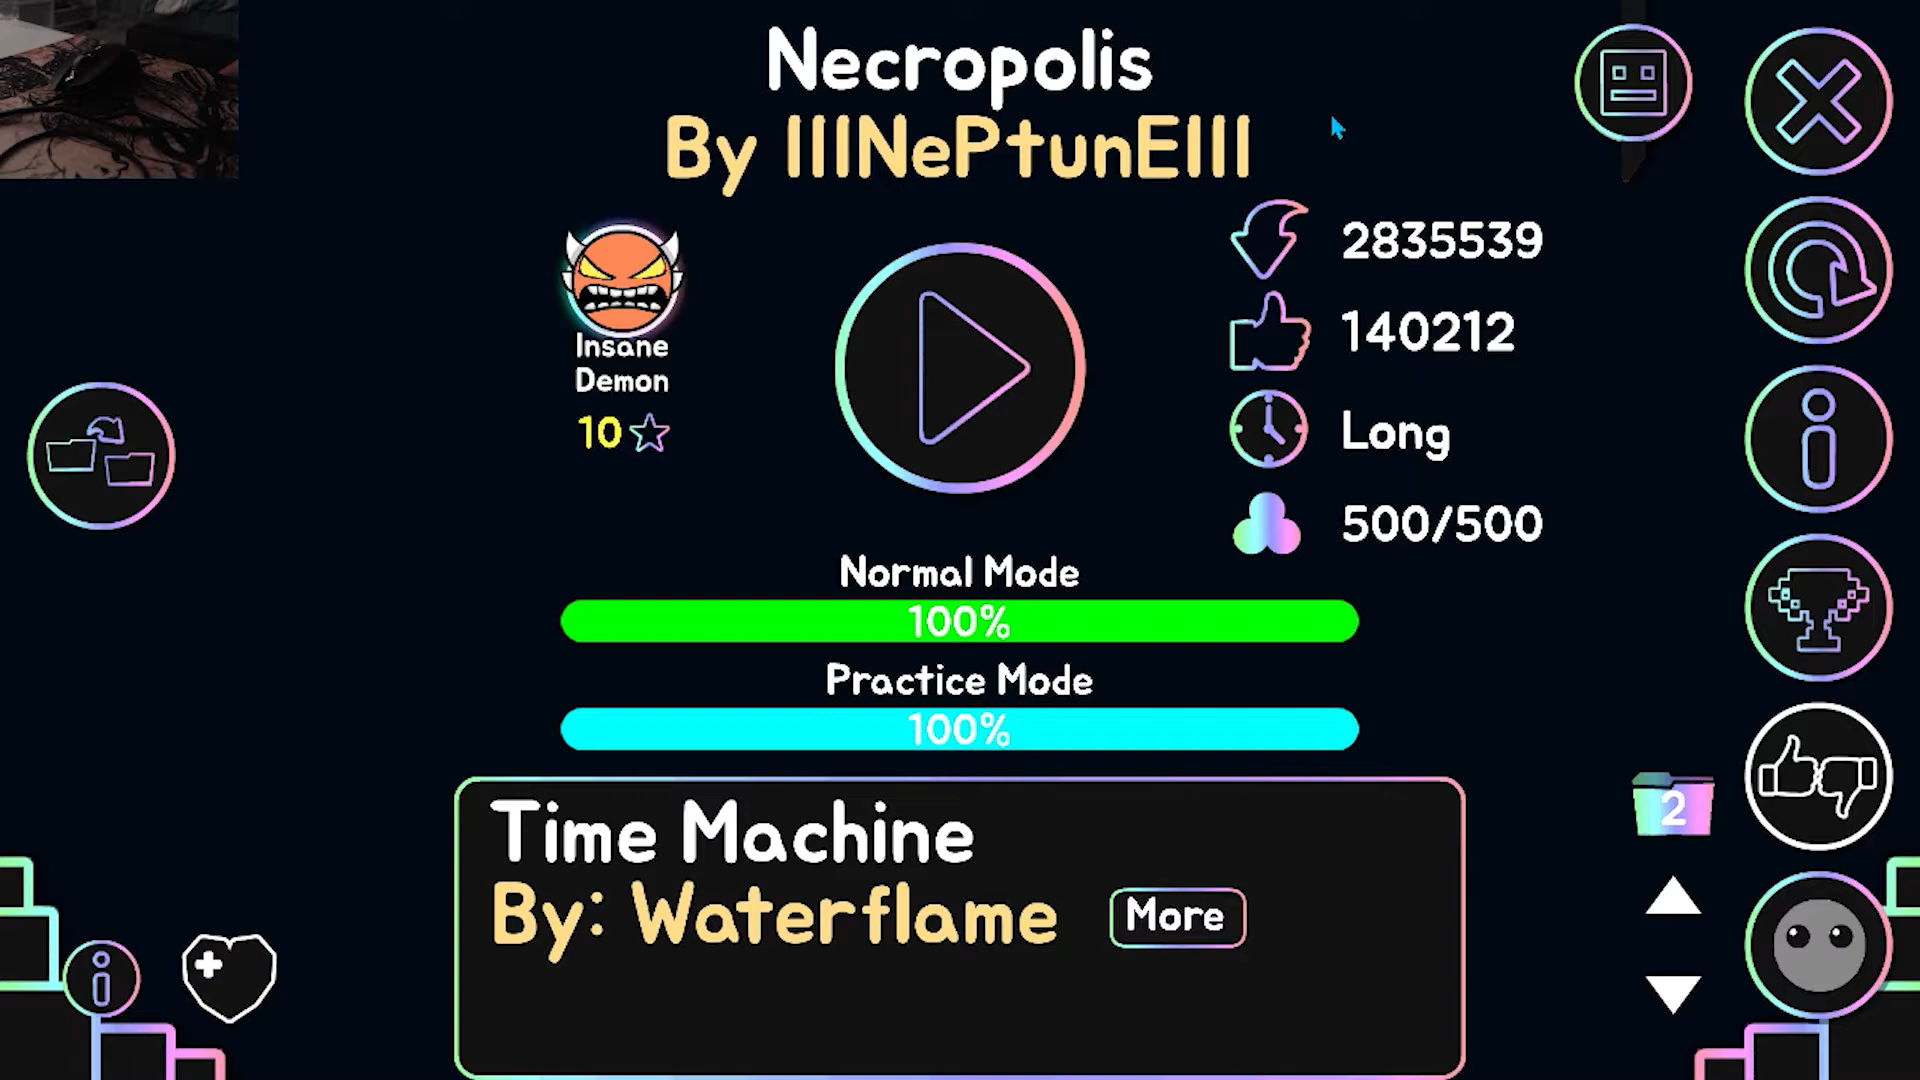 Necropolis
By IIINePtunEIII
2835539
140212
Insane
Demon
10
Long
500/500
Normal Mode
100%
Practice Mode
100%
Time Machine
By: Waterflame
More
2